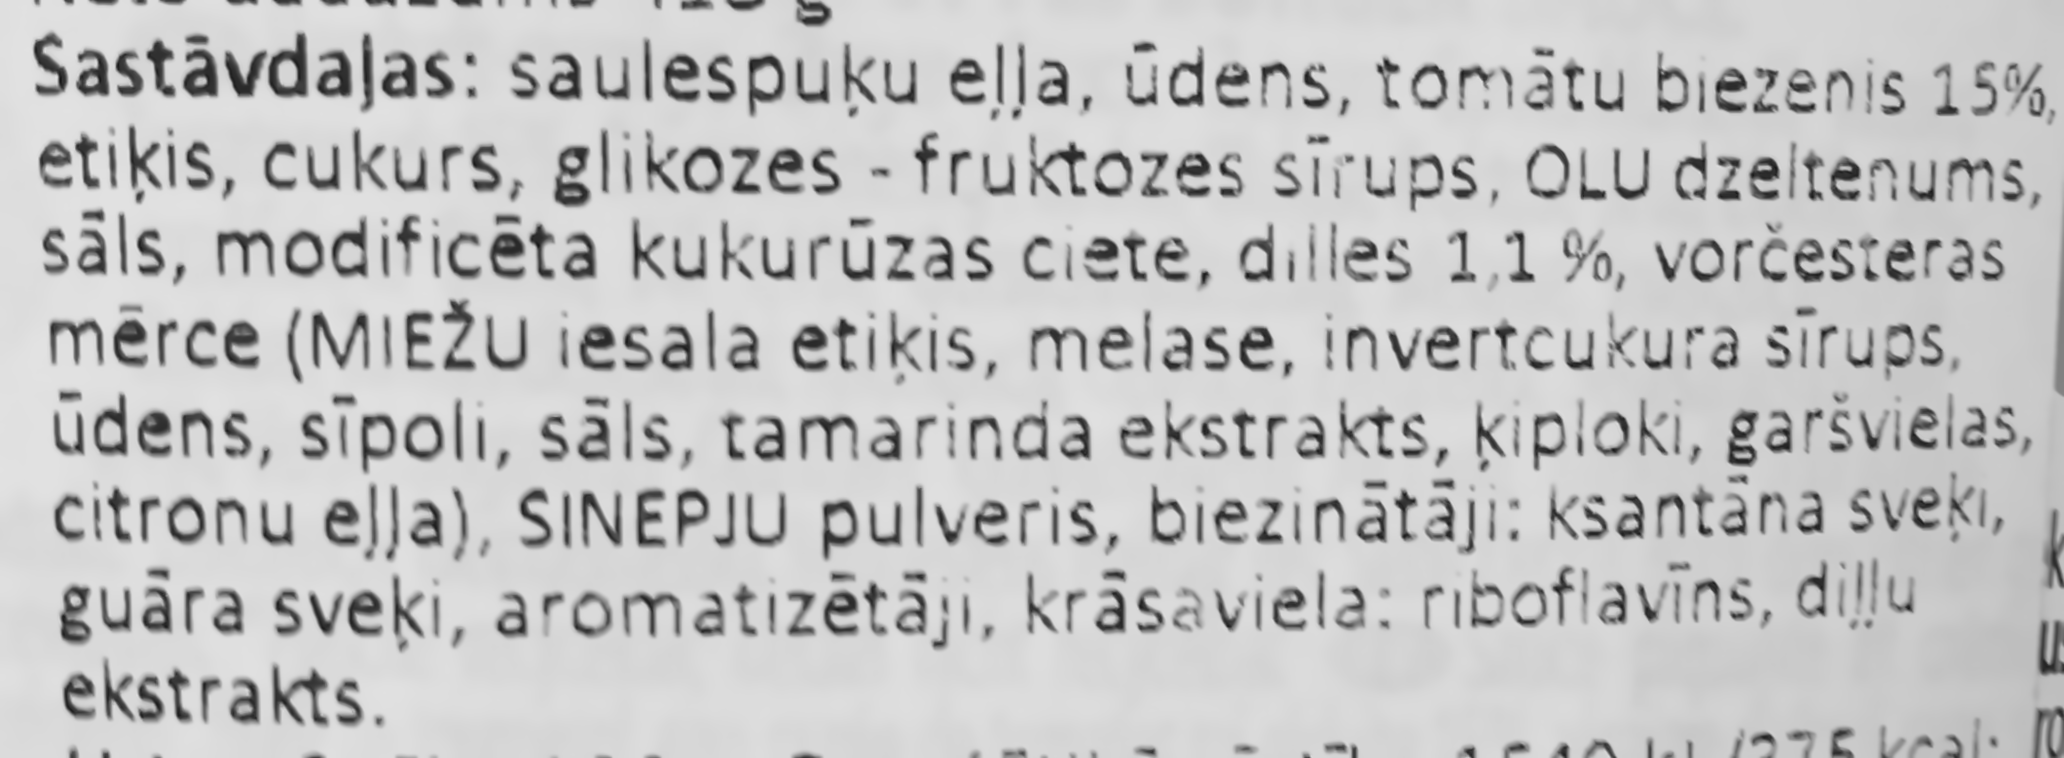 Sastāvdaļas: saulespuķu eļļa, ūdens, tomātu biezenis 15%,
etiķis, cukurs, glikozes - fruktozes sīrups, OLU dzeltenums,
sāls, modificēta kukurūzas ciete, dilles 1,1 %, vorčesteras
mērce (MIEŽU iesala etiķis, melase, invertcukura sīrups,
ūdens, sīpoli, sāls, tamarinda ekstrakts, ķiploki, garšvielas,
citronu eļļa), SINEPJU pulveris, biezinātāji: ksantāna sveķi,
guāra sveķi, aromatizētāji, krāsaviela: riboflavīns, diļļu
ekstrakts.